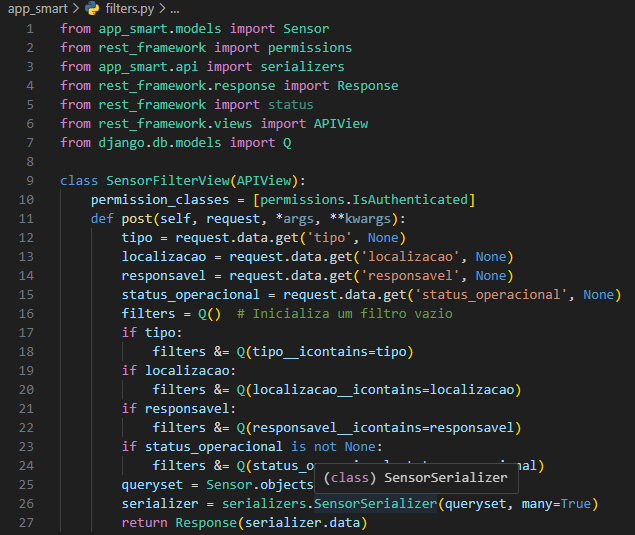 app_smart > filters.py > ...
1 from app_smart.models import Sensor
2 from rest_framework import permissions
3 from app_smart.api import serializers
4 from rest_framework.response import Response
5 from rest_framework import status
6 from rest_framework.views import APIView
7 from django.db.models import Q
8
9 class SensorFilterView(APIView):
10     permission_classes = [permissions.IsAuthenticated]
11     def post(self, request, *args, **kwargs):
12         tipo = request.data.get('tipo', None)
13         localizacao = request.data.get('localizacao', None)
14         responsavel = request.data.get('responsavel', None)
15         status_operacional = request.data.get('status_operacional', None)
16         filters = Q()  # Inicializa um filtro vazio
17         if tipo:
18             filters &= Q(tipo__icontains=tipo)
19         if localizacao:
20             filters &= Q(localizacao__icontains=localizacao)
21         if responsavel:
22             filters &= Q(responsavel__icontains=responsavel)
23         if status_operacional is not None:
24             filters &= Q(
(class) SensorSerializer
25         queryset = Sensor.objects
26         serializer = serializers.SensorSerializer(queryset, many=True)
27         return Response(serializer.data)